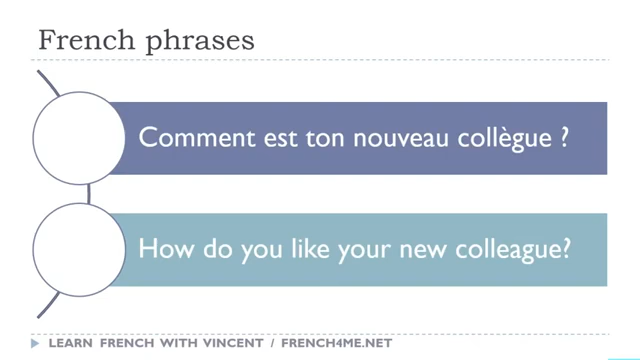 French phrases
Comment est ton nouveau collègue ?
How do you like your new colleague?
LEARN FRENCH WITH VINCENT / FRENCH4ME.NET